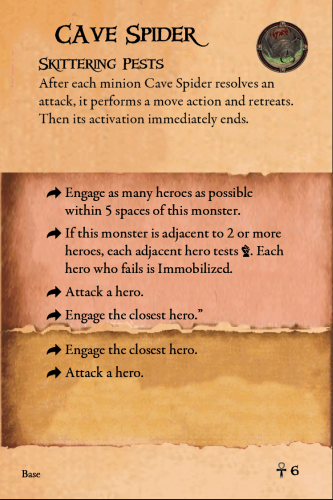 CAVE SPIDER
SKITTERING PESTS
After each minion Cave Spider resolves an
attack, it performs a move action and retreats.
Then its activation immediately ends.
Engage as many heroes as possible
within 5 spaces of this monster.
If this monster is adjacent to 2 or more
heroes, each adjacent hero tests . Each
hero who fails is Immobilized.
Attack a hero.
Engage the closest hero.”
Engage the closest hero.
Attack a hero.
Base
6